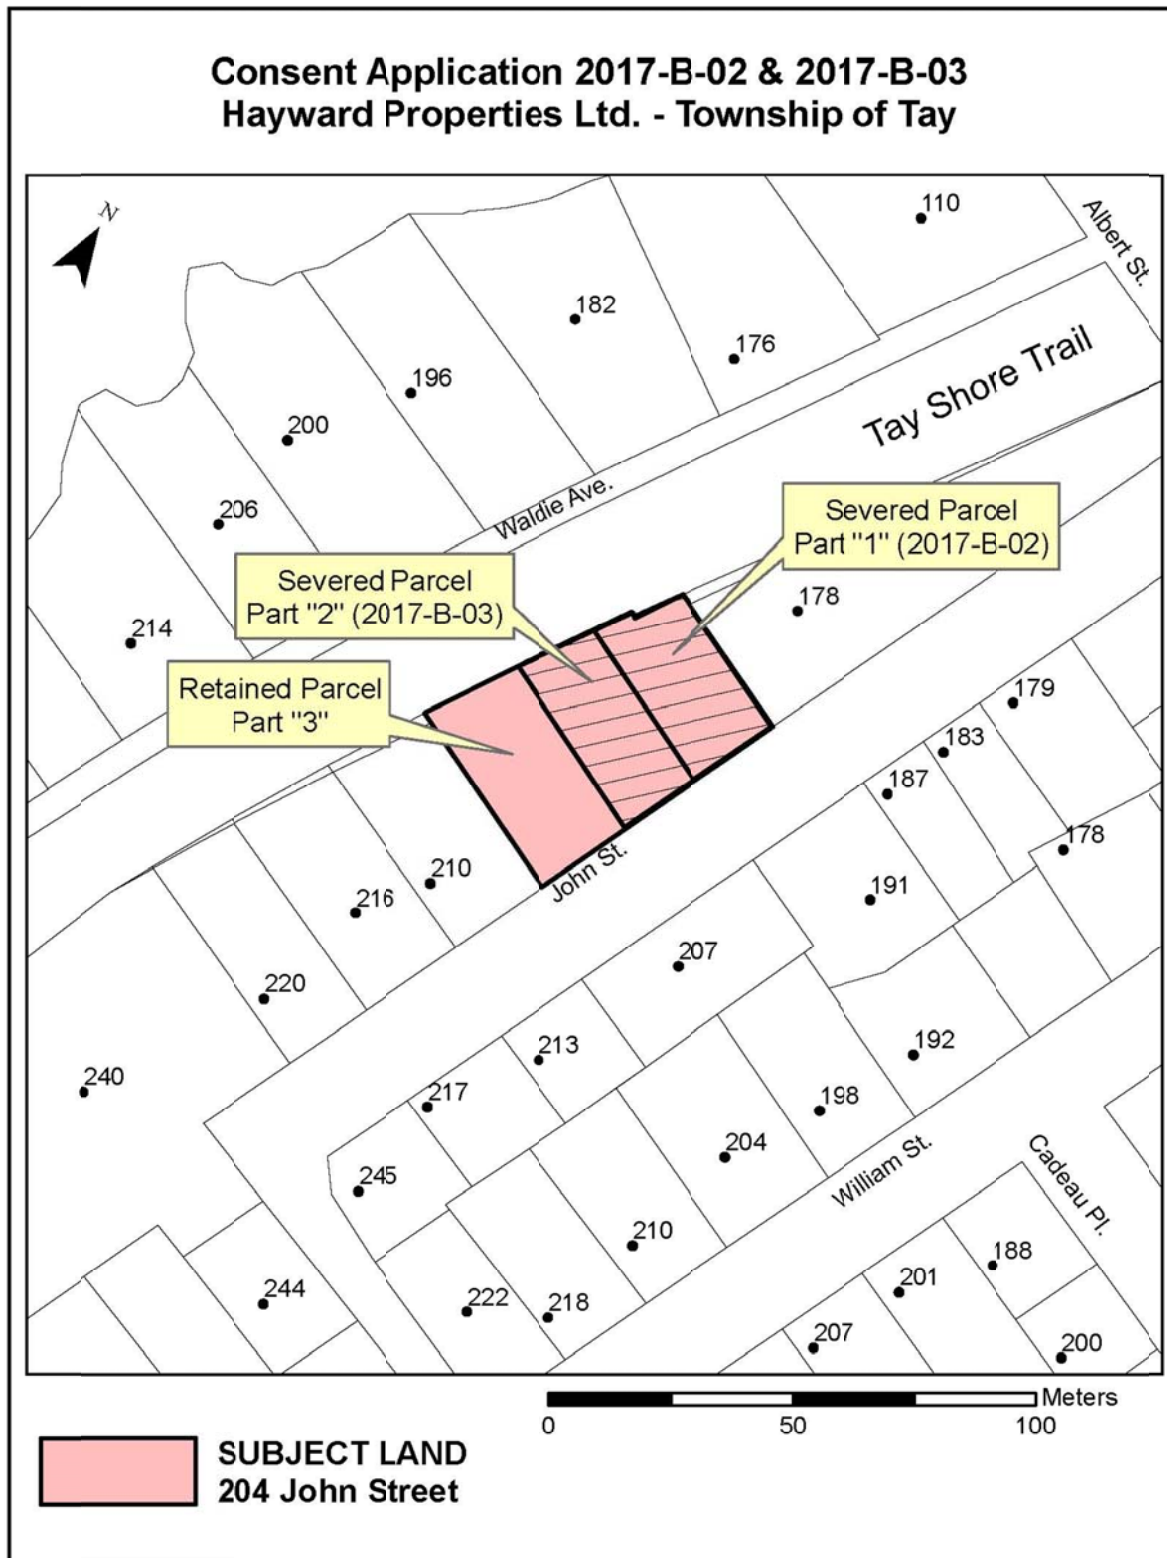 Consent Application 2017-B-02 & 2017-B-03
Hayward Properties Ltd. - Township of Tay
N
110
Albert St.
182
176
Tay Shore Trail
196
200
206
Waldie Ave.
Severed Parcel
Part "1" (2017-B-02)
Severed Parcel
Part "2" (2017-B-03)
178
214
Retained Parcel
Part "3"
179
183
187
178
John St.
210
216
191
207
220
213
192
240
217
198
204
245
William St.
Cadeau Pl.
210
188
201
244
222
218
207
200
Meters
0
50
100
SUBJECT LAND
204 John Street